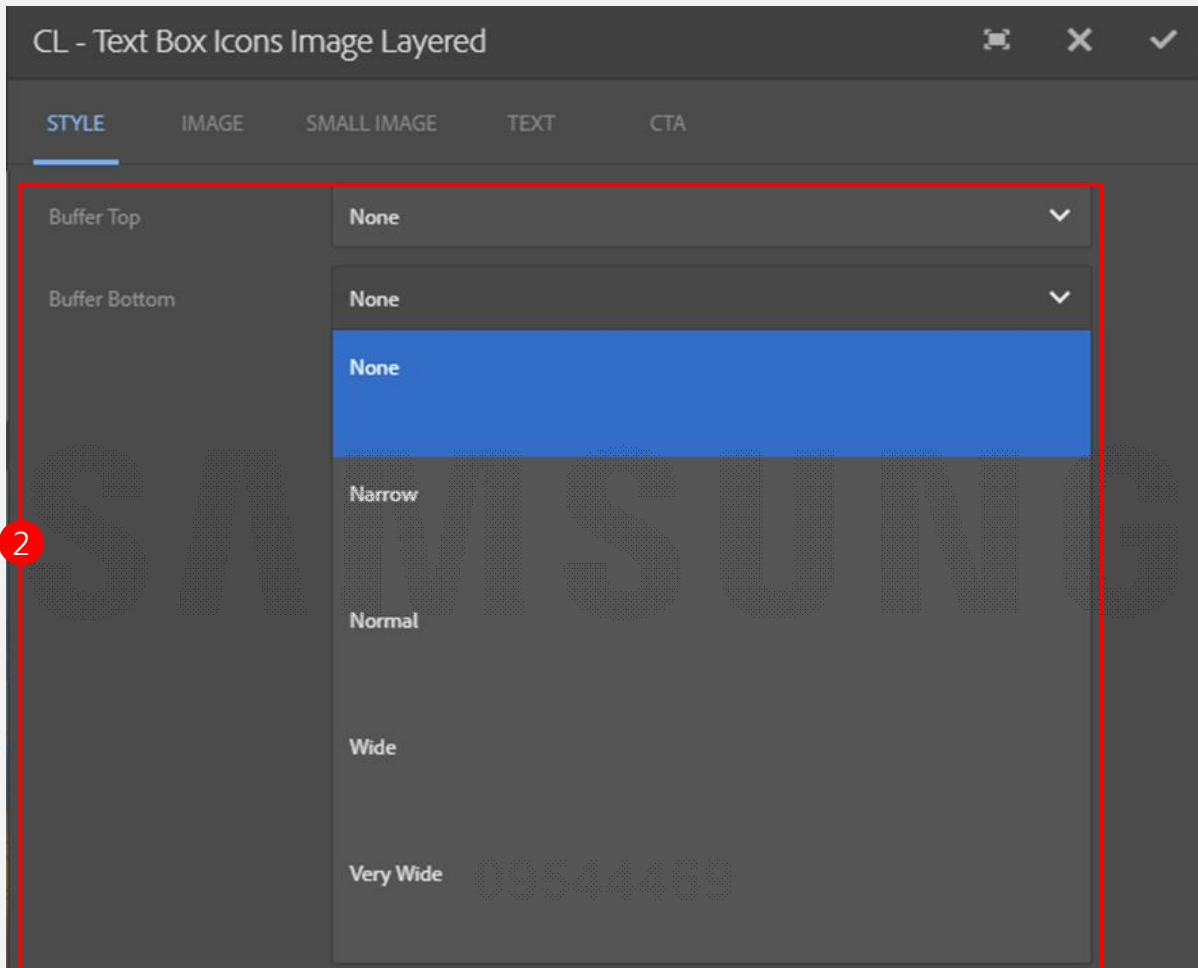 CL - Text Box Icons Image Layered
STYLE IMAGE SMALL IMAGE TEXT CTA
Buffer Top None
Buffer Bottom None
None
Narrow
2
Normal
Wide
Very Wide
SAMSUNG
09544469